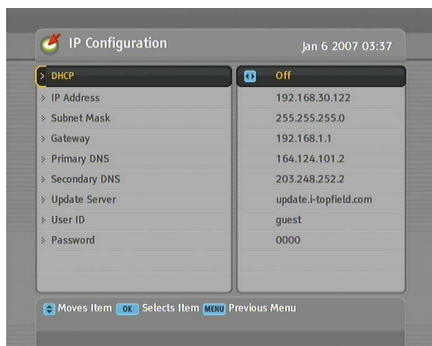 IP Configuration
Jan 6 2007 03:37
DHCP Off
IP Address 192.168.30.122
Subnet Mask 255.255.255.0
Gateway 192.168.1.1
Primary DNS 164.124.101.2
Secondary DNS 203.248.252.2
Update Server update.i-topfield.com
User ID guest
Password 0000
Moves Item OK Selects Item MENU Previous Menu